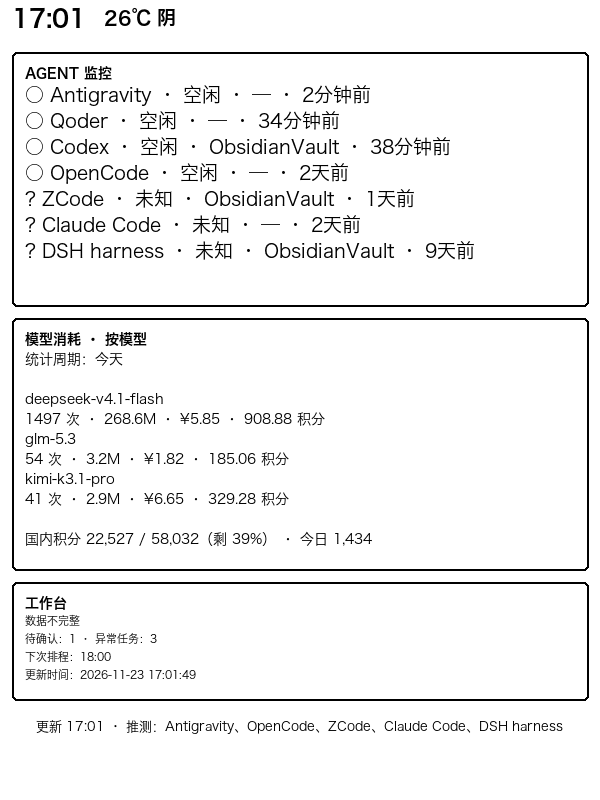 17:01 26℃ 阴
AGENT 监控
○ Antigravity · 空闲 · — · 2分钟前
○ Qoder · 空闲 · — · 34分钟前
○ Codex · 空闲 · ObsidianVault · 38分钟前
○ OpenCode · 空闲 · — · 2天前
? ZCode · 未知 · ObsidianVault · 1天前
? Claude Code · 未知 · — · 2天前
? DSH harness · 未知 · ObsidianVault · 9天前
模型消耗 · 按模型
统计周期：今天
deepseek-v4.1-flash
1497 次 · 268.6M · ¥5.85 · 908.88 积分
glm-5.3
54 次 · 3.2M · ¥1.82 · 185.06 积分
kimi-k3.1-pro
41 次 · 2.9M · ¥6.65 · 329.28 积分
国内积分 22,527 / 58,032（剩 39%） · 今日 1,434
工作台
数据不完整
待确认：1 · 异常任务：3
下次排程：18:00
更新时间：2026-11-23 17:01:49
更新 17:01 · 推测：Antigravity、OpenCode、ZCode、Claude Code、DSH harness